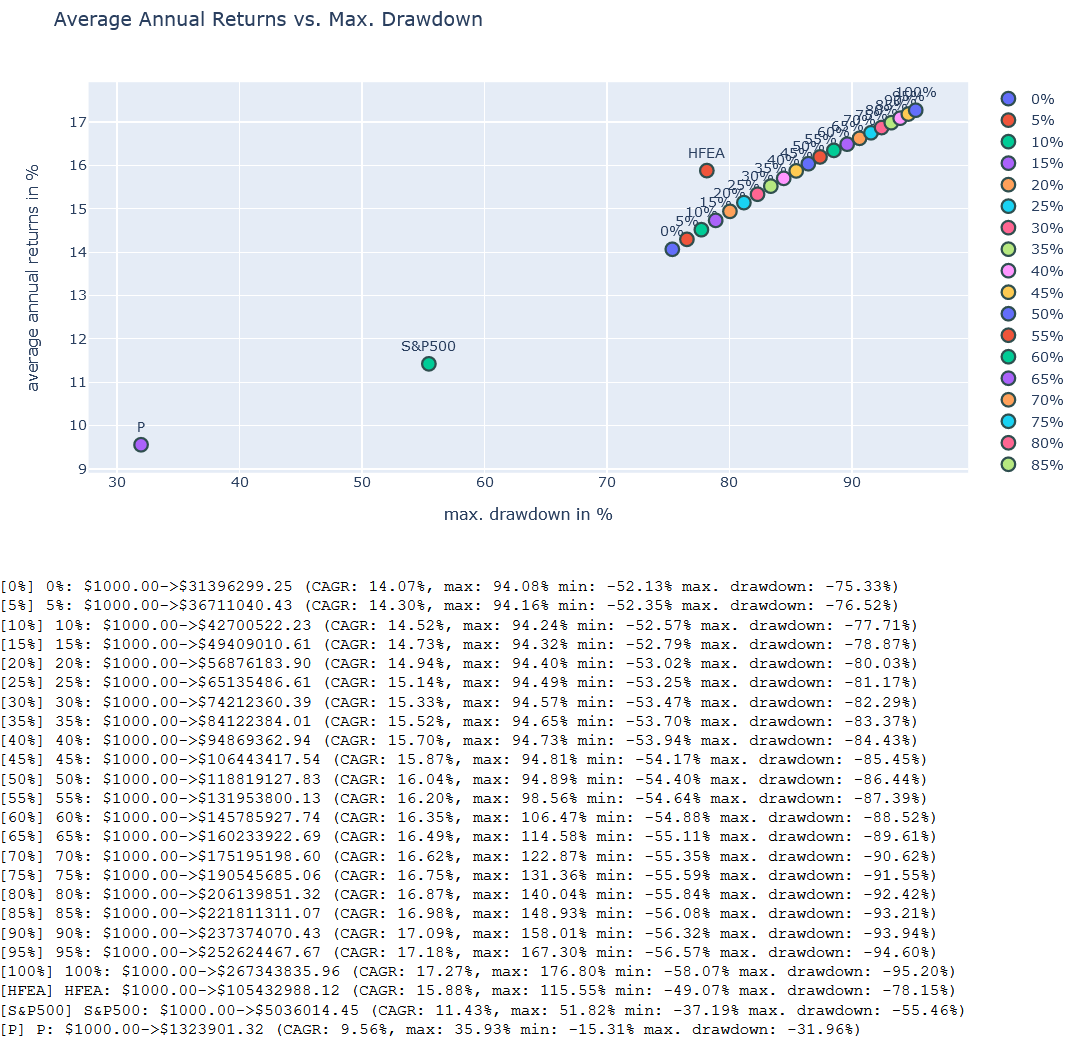 Average Annual Returns vs. Max. Drawdown
average annual returns in %
17
16
15
14
13
12
11
10
9
100%
95%
90%
85%
80%
75%
70%
65%
60%
55%
50%
45%
40%
35%
30%
25%
20%
15%
10%
5%
0%
HFEA
S&P500
P
30 40 50 60 70 80 90
max. drawdown in %
0%
5%
10%
15%
20%
25%
30%
35%
40%
45%
50%
55%
60%
65%
70%
75%
80%
85%
[0%] 0%: $1000.00->$31396299.25 (CAGR: 14.07%, max: 94.08% min: -52.13% max. drawdown: -75.33%)
[5%] 5%: $1000.00->$36711040.43 (CAGR: 14.30%, max: 94.16% min: -52.35% max. drawdown: -76.52%)
[10%] 10%: $1000.00->$42700522.23 (CAGR: 14.52%, max: 94.24% min: -52.57% max. drawdown: -77.71%)
[15%] 15%: $1000.00->$49409010.61 (CAGR: 14.73%, max: 94.32% min: -52.79% max. drawdown: -78.87%)
[20%] 20%: $1000.00->$56876183.90 (CAGR: 14.94%, max: 94.40% min: -53.02% max. drawdown: -80.03%)
[25%] 25%: $1000.00->$65135486.61 (CAGR: 15.14%, max: 94.49% min: -53.25% max. drawdown: -81.17%)
[30%] 30%: $1000.00->$74212360.39 (CAGR: 15.33%, max: 94.57% min: -53.47% max. drawdown: -82.29%)
[35%] 35%: $1000.00->$84122384.01 (CAGR: 15.52%, max: 94.65% min: -53.70% max. drawdown: -83.37%)
[40%] 40%: $1000.00->$94869362.94 (CAGR: 15.70%, max: 94.73% min: -53.94% max. drawdown: -84.43%)
[45%] 45%: $1000.00->$106443417.54 (CAGR: 15.87%, max: 94.81% min: -54.17% max. drawdown: -85.45%)
[50%] 50%: $1000.00->$118819127.83 (CAGR: 16.04%, max: 94.89% min: -54.40% max. drawdown: -86.44%)
[55%] 55%: $1000.00->$131953800.13 (CAGR: 16.20%, max: 98.56% min: -54.64% max. drawdown: -87.39%)
[60%] 60%: $1000.00->$145785927.74 (CAGR: 16.35%, max: 106.47% min: -54.88% max. drawdown: -88.52%)
[65%] 65%: $1000.00->$160233922.69 (CAGR: 16.49%, max: 114.58% min: -55.11% max. drawdown: -89.61%)
[70%] 70%: $1000.00->$175195198.60 (CAGR: 16.62%, max: 122.87% min: -55.35% max. drawdown: -90.62%)
[75%] 75%: $1000.00->$190545685.06 (CAGR: 16.75%, max: 131.36% min: -55.59% max. drawdown: -91.55%)
[80%] 80%: $1000.00->$206139851.32 (CAGR: 16.87%, max: 140.04% min: -55.84% max. drawdown: -92.42%)
[85%] 85%: $1000.00->$221811311.07 (CAGR: 16.98%, max: 148.93% min: -56.08% max. drawdown: -93.21%)
[90%] 90%: $1000.00->$237374070.43 (CAGR: 17.09%, max: 158.01% min: -56.32% max. drawdown: -93.94%)
[95%] 95%: $1000.00->$252624467.67 (CAGR: 17.18%, max: 167.30% min: -56.57% max. drawdown: -94.60%)
[100%] 100%: $1000.00->$267343835.96 (CAGR: 17.27%, max: 176.80% min: -58.07% max. drawdown: -95.20%)
[HFEA] HFEA: $1000.00->$105432988.12 (CAGR: 15.88%, max: 115.55% min: -49.07% max. drawdown: -78.15%)
[S&P500] S&P500: $1000.00->$5036014.45 (CAGR: 11.43%, max: 51.82% min: -37.19% max. drawdown: -55.46%)
[P] P: $1000.00->$1323901.32 (CAGR: 9.56%, max: 35.93% min: -15.31% max. drawdown: -31.96%)